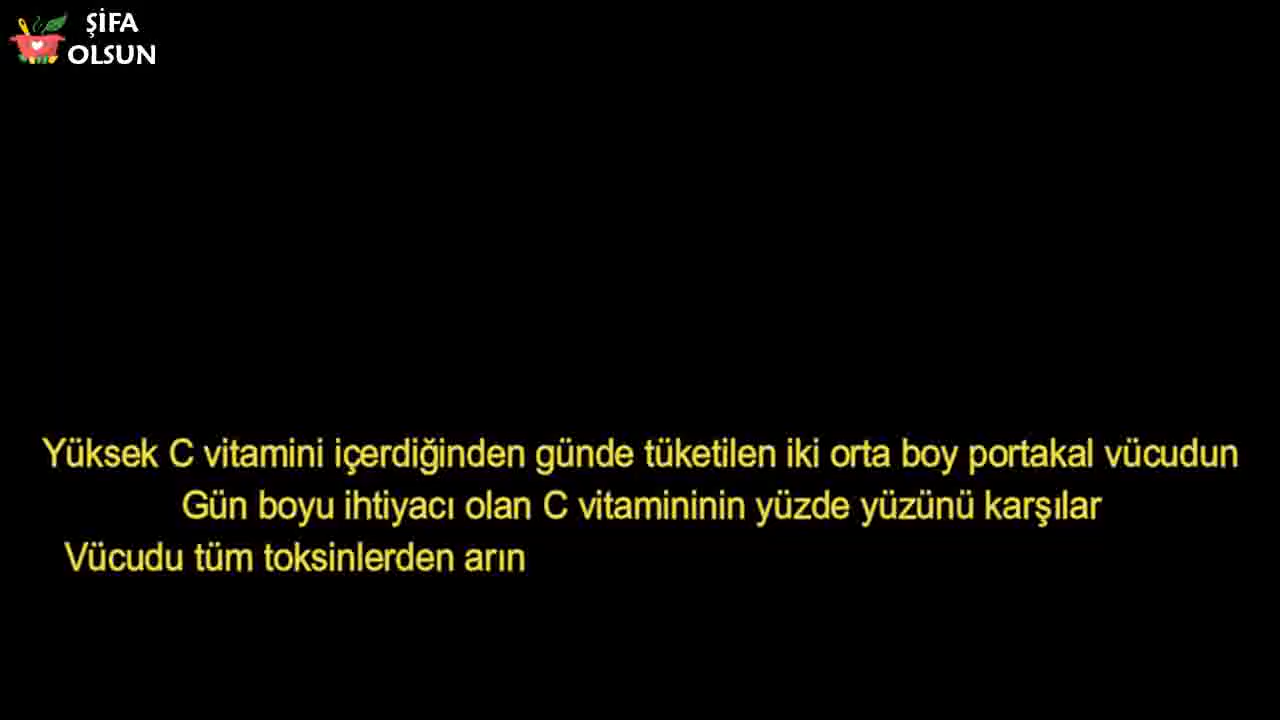 ŞİFA
OLSUN
Yüksek C vitamini içerdiğinden günde tüketilen iki orta boy portakal vücudun
Gün boyu ihtiyacı olan C vitamininin yüzde yüzünü karşılar
Vücudu tüm toksinlerden arın